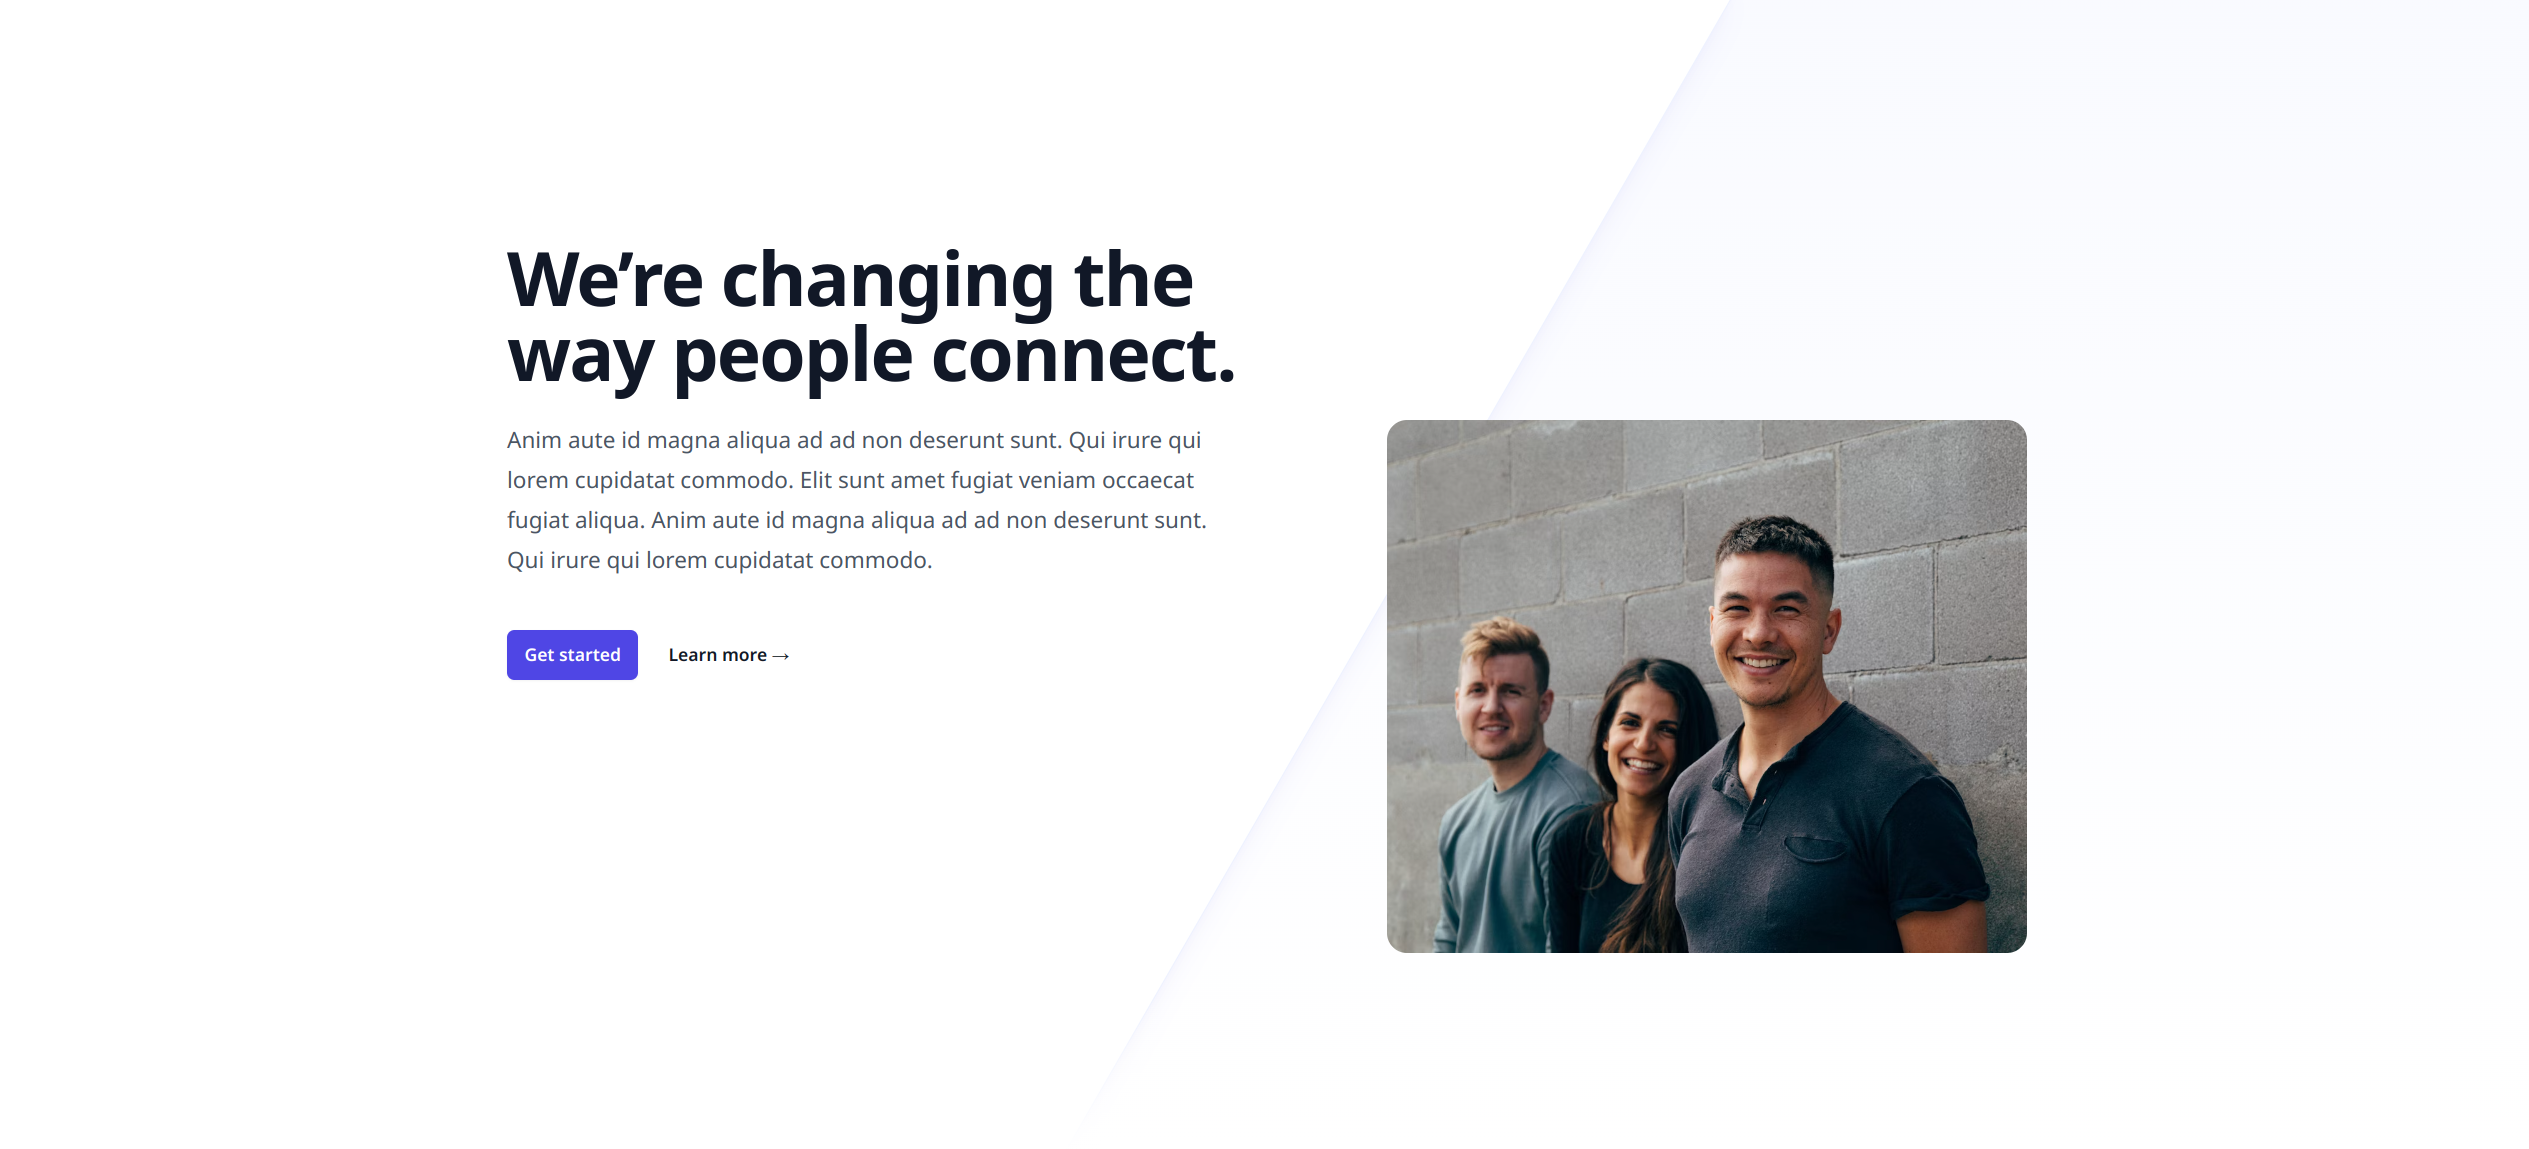 We’re changing the
way people connect.
Anim aute id magna aliqua ad ad non deserunt sunt. Qui irure qui
lorem cupidatat commodo. Elit sunt amet fugiat veniam occaecat
fugiat aliqua. Anim aute id magna aliqua ad ad non deserunt sunt.
Qui irure qui lorem cupidatat commodo.
Get started
Learn more →